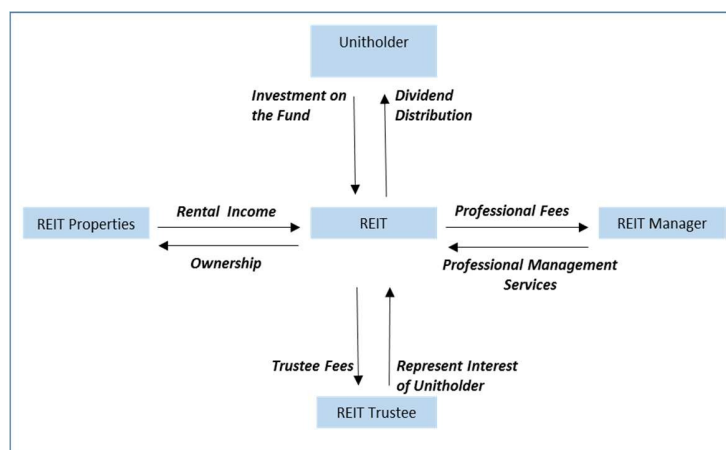 Unitholder
Investment on
the Fund
Dividend
Distribution
REIT Properties
Rental Income
Ownership
REIT
Professional Fees
Professional Management
Services
REIT Manager
Trustee Fees
Represent Interest
of Unitholder
REIT Trustee